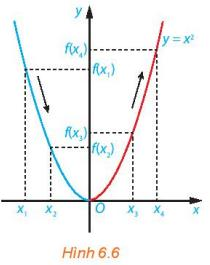 y
f(x₄)
y = x²
f(x₁)
f(x₃)
f(x₂)
x₁
x₂
O
x₃
x₄
x
Hình 6.6